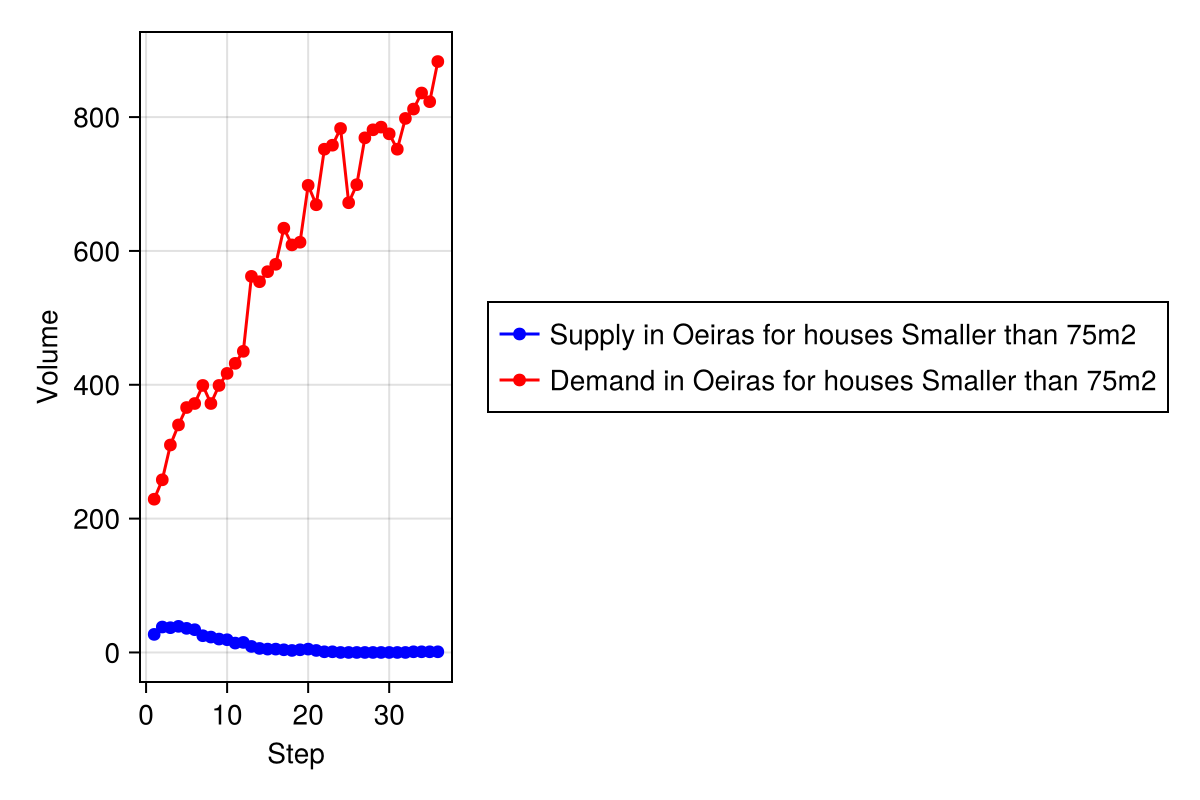 Volume
800
600
400
200
0
0 10 20 30
Step
Supply in Oeiras for houses Smaller than 75m2
Demand in Oeiras for houses Smaller than 75m2